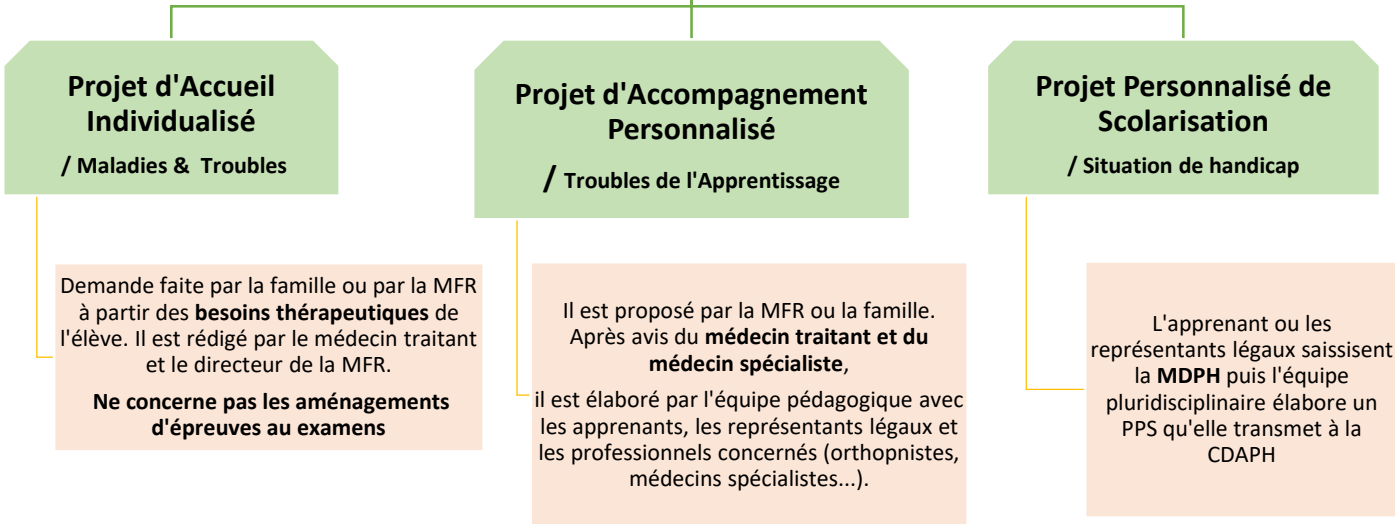 Projet d'Accueil
Individualisé
/ Maladies & Troubles
Demande faite par la famille ou par la MFR
à partir des besoins thérapeutiques de
l'élève. Il est rédigé par le médecin traitant
et le directeur de la MFR.
Ne concerne pas les aménagements
d'épreuves au examens
Projet d'Accompagnement
Personnalisé
/ Troubles de l'Apprentissage
Il est proposé par la MFR ou la famille.
Après avis du médecin traitant et du
médecin spécialiste,
il est élaboré par l'équipe pédagogique avec
les apprenants, les représentants légaux et
les professionnels concernés (orthopnistes,
médecins spécialistes...).
Projet Personnalisé de
Scolarisation
/ Situation de handicap
L'apprenant ou les
représentants légaux saissisent
la MDPH puis l'équipe
pluridisciplinaire élabore un
PPS qu'elle transmet à la
CDAPH